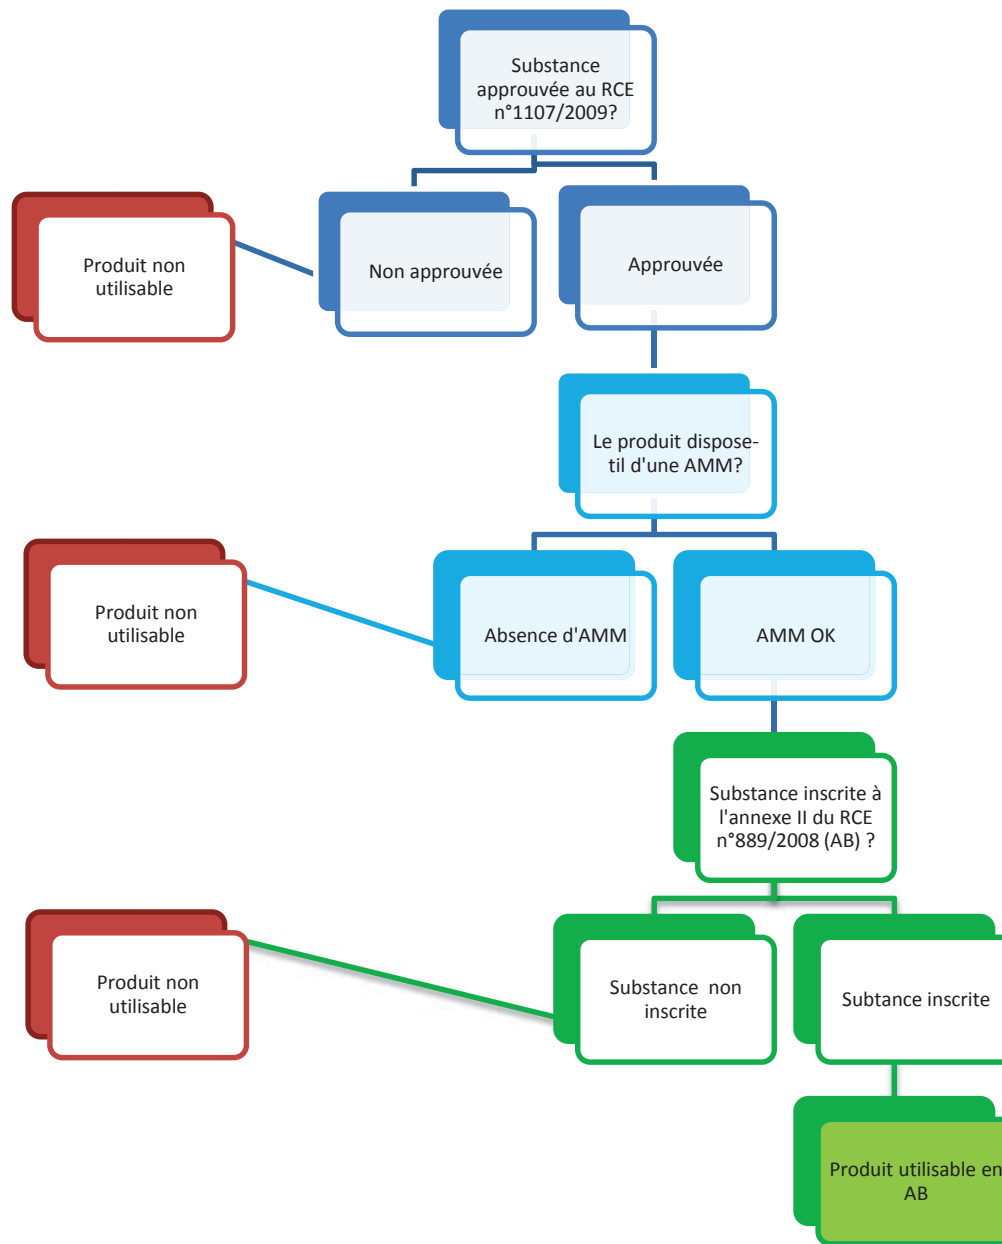 Substance
approuvée au RCE
n°1107/2009?
Produit non
utilisable
Non approuvée
Approuvée
Le produit dispose-
til d'une AMM?
Produit non
utilisable
Absence d'AMM
AMM OK
Substance inscrite à
l'annexe II du RCE
n°889/2008 (AB) ?
Produit non
utilisable
Substance non
inscrite
Subtance inscrite
Produit utilisable en
AB